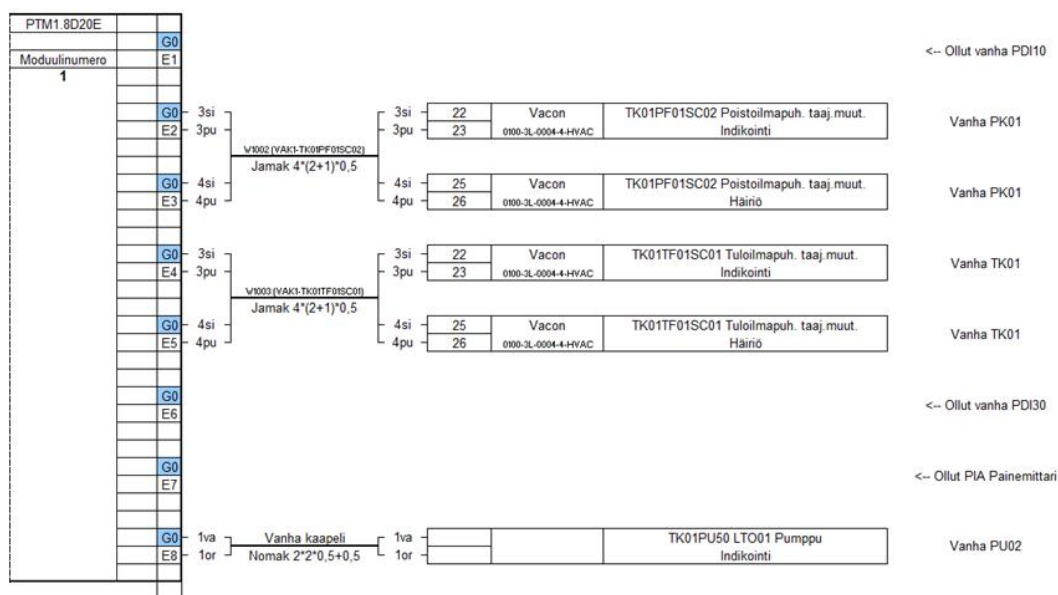 PTM1.8D20E
G0
Moduulinumero E1 <-- Ollut vanha PDI10
1
G0 3si 3si 22 Vacon TK01PF01SC02 Poistoilmapuh. taaj.muut.
E2 3pu 3pu 23 0100-3L-0004-4-HVAC Indikointi Vanha PK01
W1002 (VAK1-TK01PF01SC02)
Jamak 4*(2+1)*0,5
G0 4si 4si 25 Vacon TK01PF01SC02 Poistoilmapuh. taaj.muut.
E3 4pu 4pu 26 0100-3L-0004-4-HVAC Häiriö Vanha PK01
G0 3si 3si 22 Vacon TK01TF01SC01 Tuloilmapuh. taaj.muut.
E4 3pu 3pu 23 0100-3L-0004-4-HVAC Indikointi Vanha TK01
W1003 (VAK1-TK01TF01SC01)
Jamak 4*(2+1)*0,5
G0 4si 4si 25 Vacon TK01TF01SC01 Tuloilmapuh. taaj.muut.
E5 4pu 4pu 26 0100-3L-0004-4-HVAC Häiriö Vanha TK01
G0
E6 <-- Ollut vanha PDI30
G0
E7 <-- Ollut PIA Painemittari
G0 1va Vanha kaapeli 1va TK01PU50 LTO01 Pumppu
E8 1or Nomak 2*2*0,5+0,5 1or Indikointi Vanha PU02